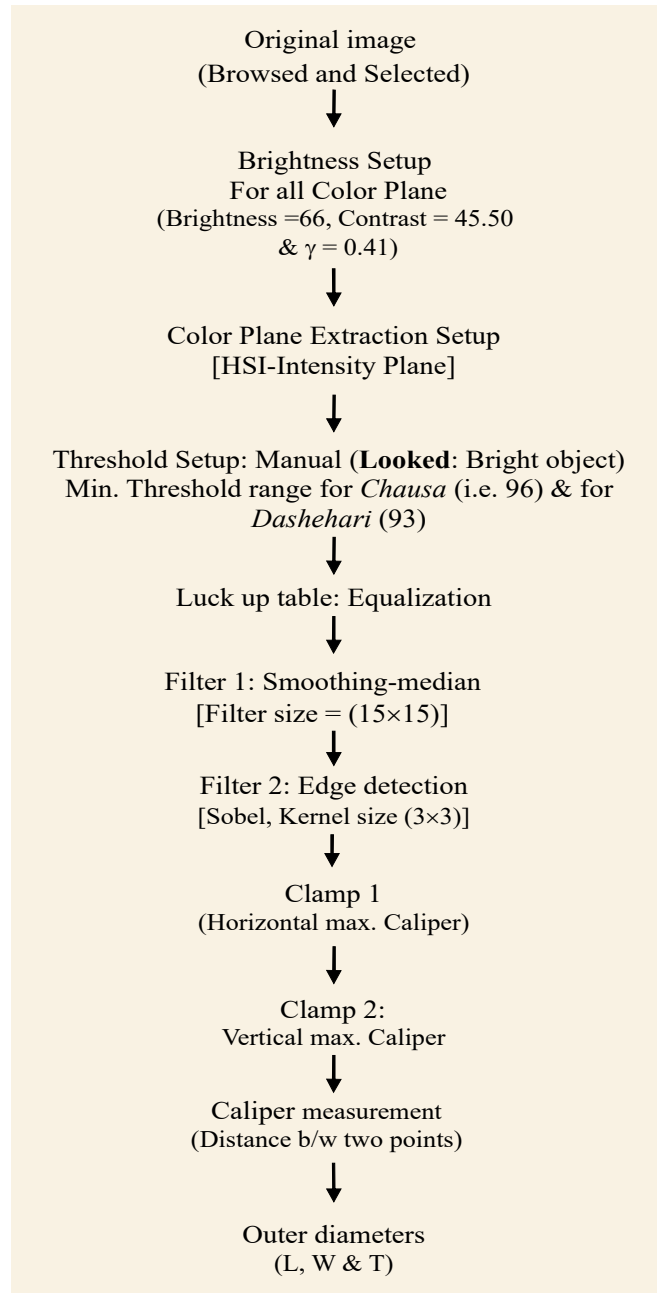 Original image
(Browsed and Selected)
Brightness Setup
For all Color Plane
(Brightness =66, Contrast = 45.50
& γ = 0.41)
Color Plane Extraction Setup
[HSI-Intensity Plane]
Threshold Setup: Manual (Looked: Bright object)
Min. Threshold range for Chausa (i.e. 96) & for
Dashehari (93)
Luck up table: Equalization
Filter 1: Smoothing-median
[Filter size = (15×15)]
Filter 2: Edge detection
[Sobel, Kernel size (3×3)]
Clamp 1
(Horizontal max. Caliper)
Clamp 2:
Vertical max. Caliper
Caliper measurement
(Distance b/w two points)
Outer diameters
(L, W & T)